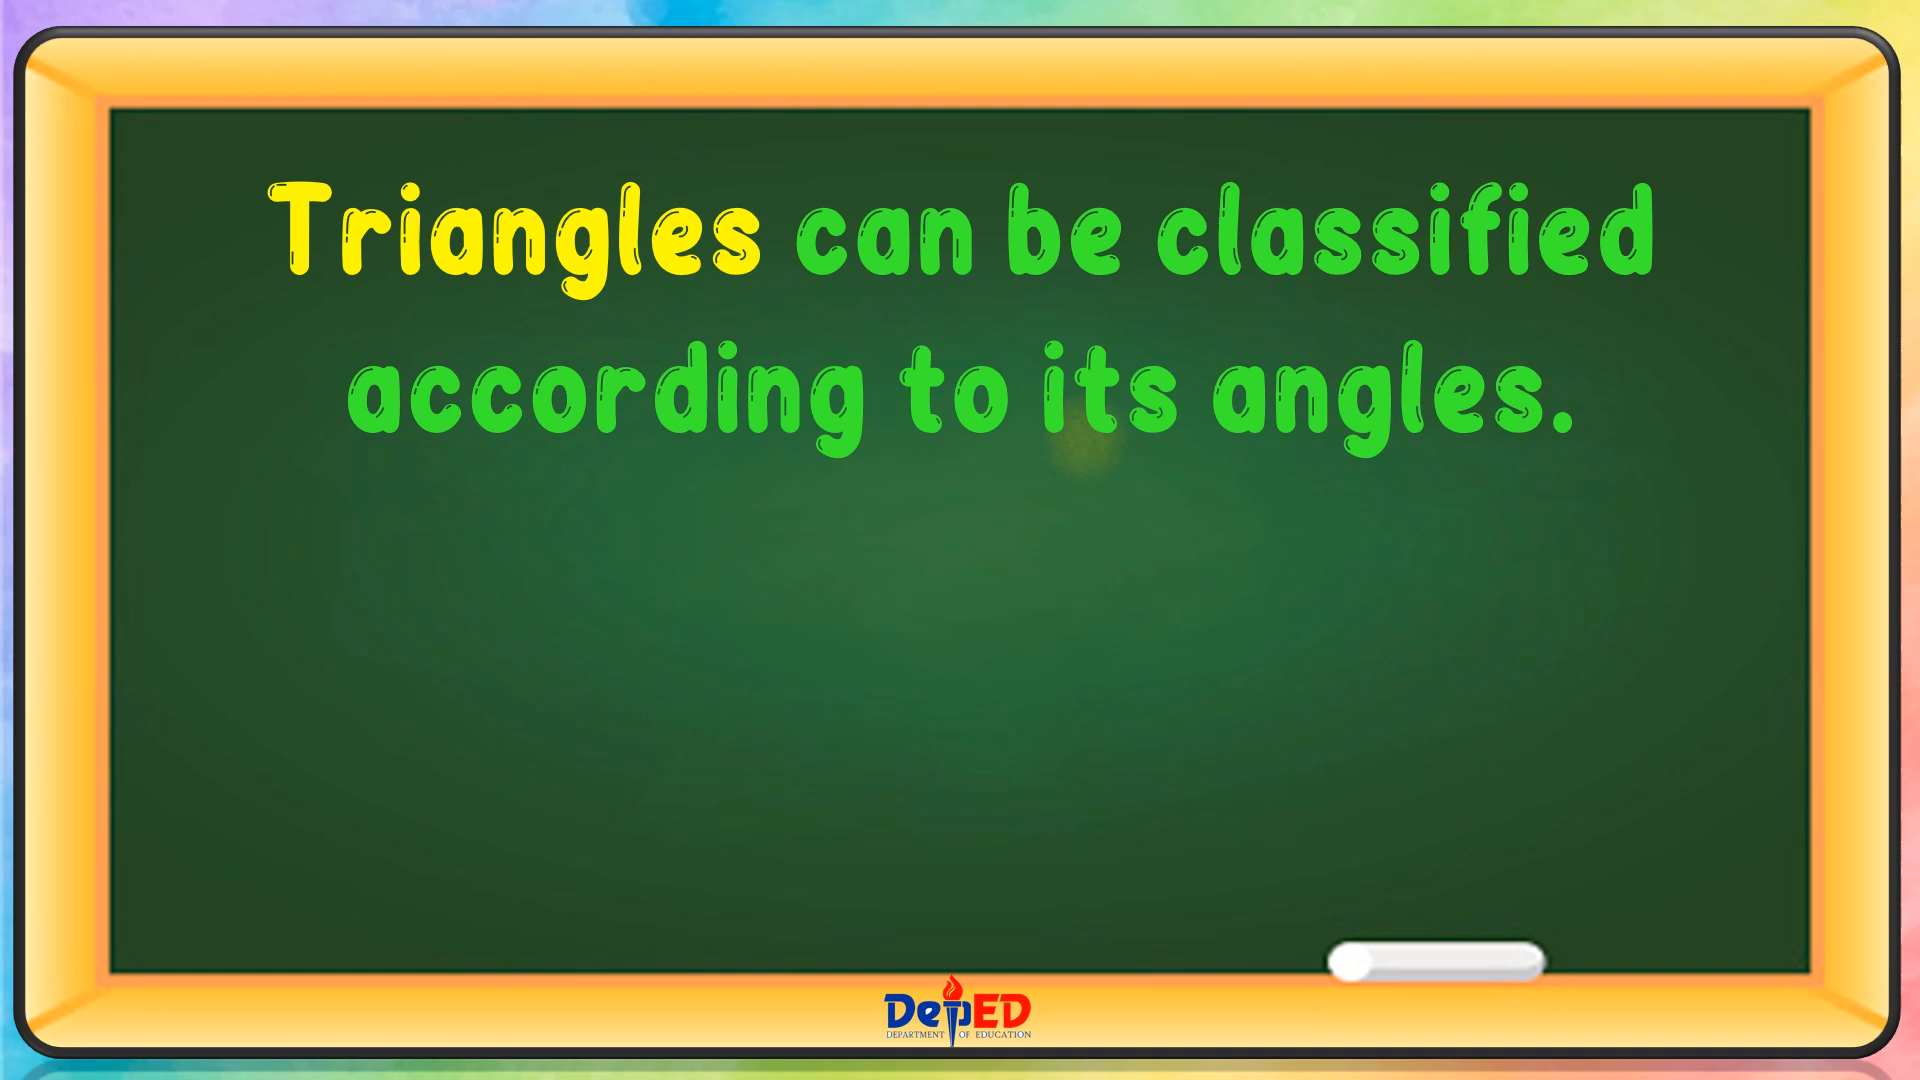 Triangles can be classified
according to its angles.
DepED
DEPARTMENT OF EDUCATION